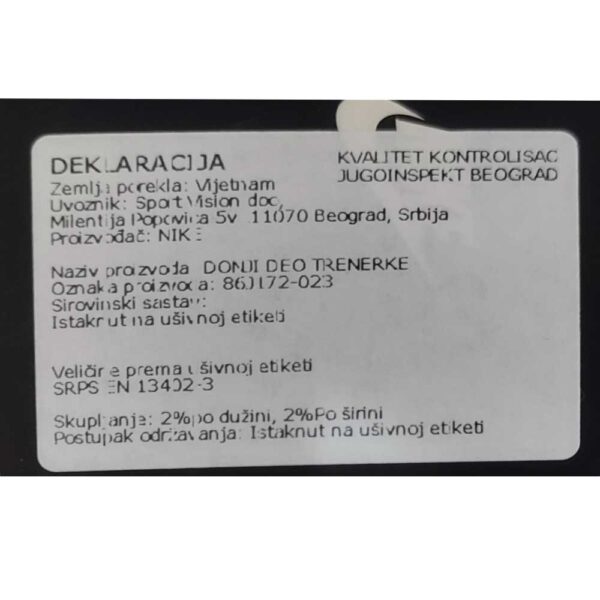 DEKLARACIJA
KVALITET KONTROLISAO
JUGOINSPEKT BEOGRAD
Zemlja porekla: Vijetnam
Uvoznik: Sport Vision doo,
Milentija Popovića 5v 11070 Beograd, Srbija
Proizvođač: NIKE
Naziv proizvoda DONJI DEO TRENERKE
Oznaka proizvoda: 860172-023
Sirovinski sastav:
Istaknut na ušivnoj etiketi
Veličine prema ušivnoj etiketi
SRPS EN 13402-3
Skupljanje: 2%po dužini, 2%Po širini
Postupak održavanja: Istaknut na ušivnoj etiketi